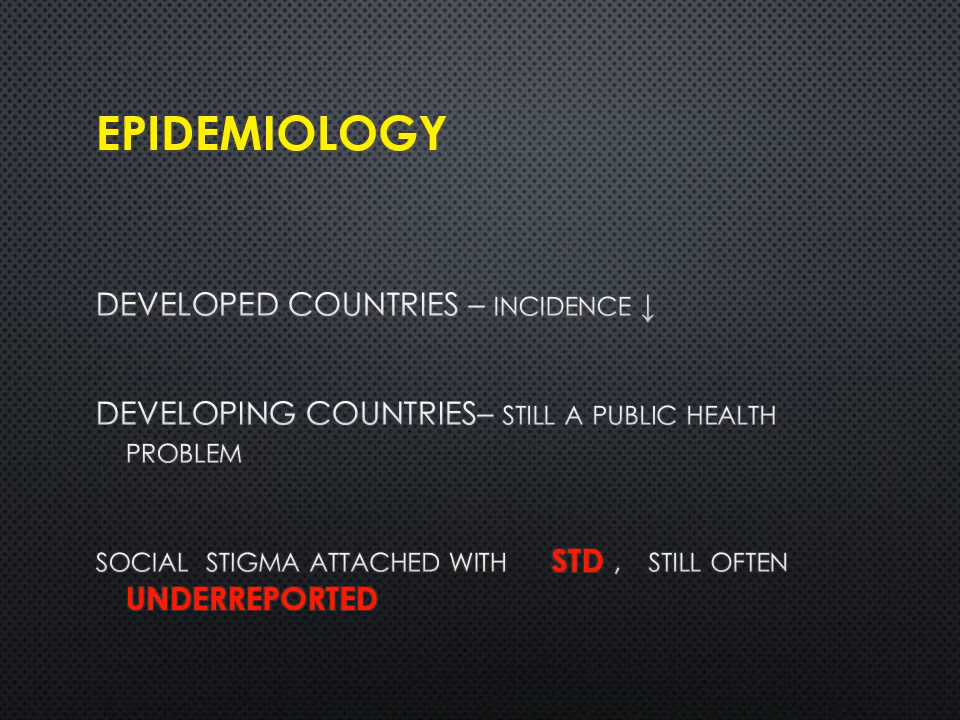 EPIDEMIOLOGY
DEVELOPED COUNTRIES – INCIDENCE ↓
DEVELOPING COUNTRIES– STILL A PUBLIC HEALTH
PROBLEM
SOCIAL STIGMA ATTACHED WITH STD , STILL OFTEN
UNDERREPORTED